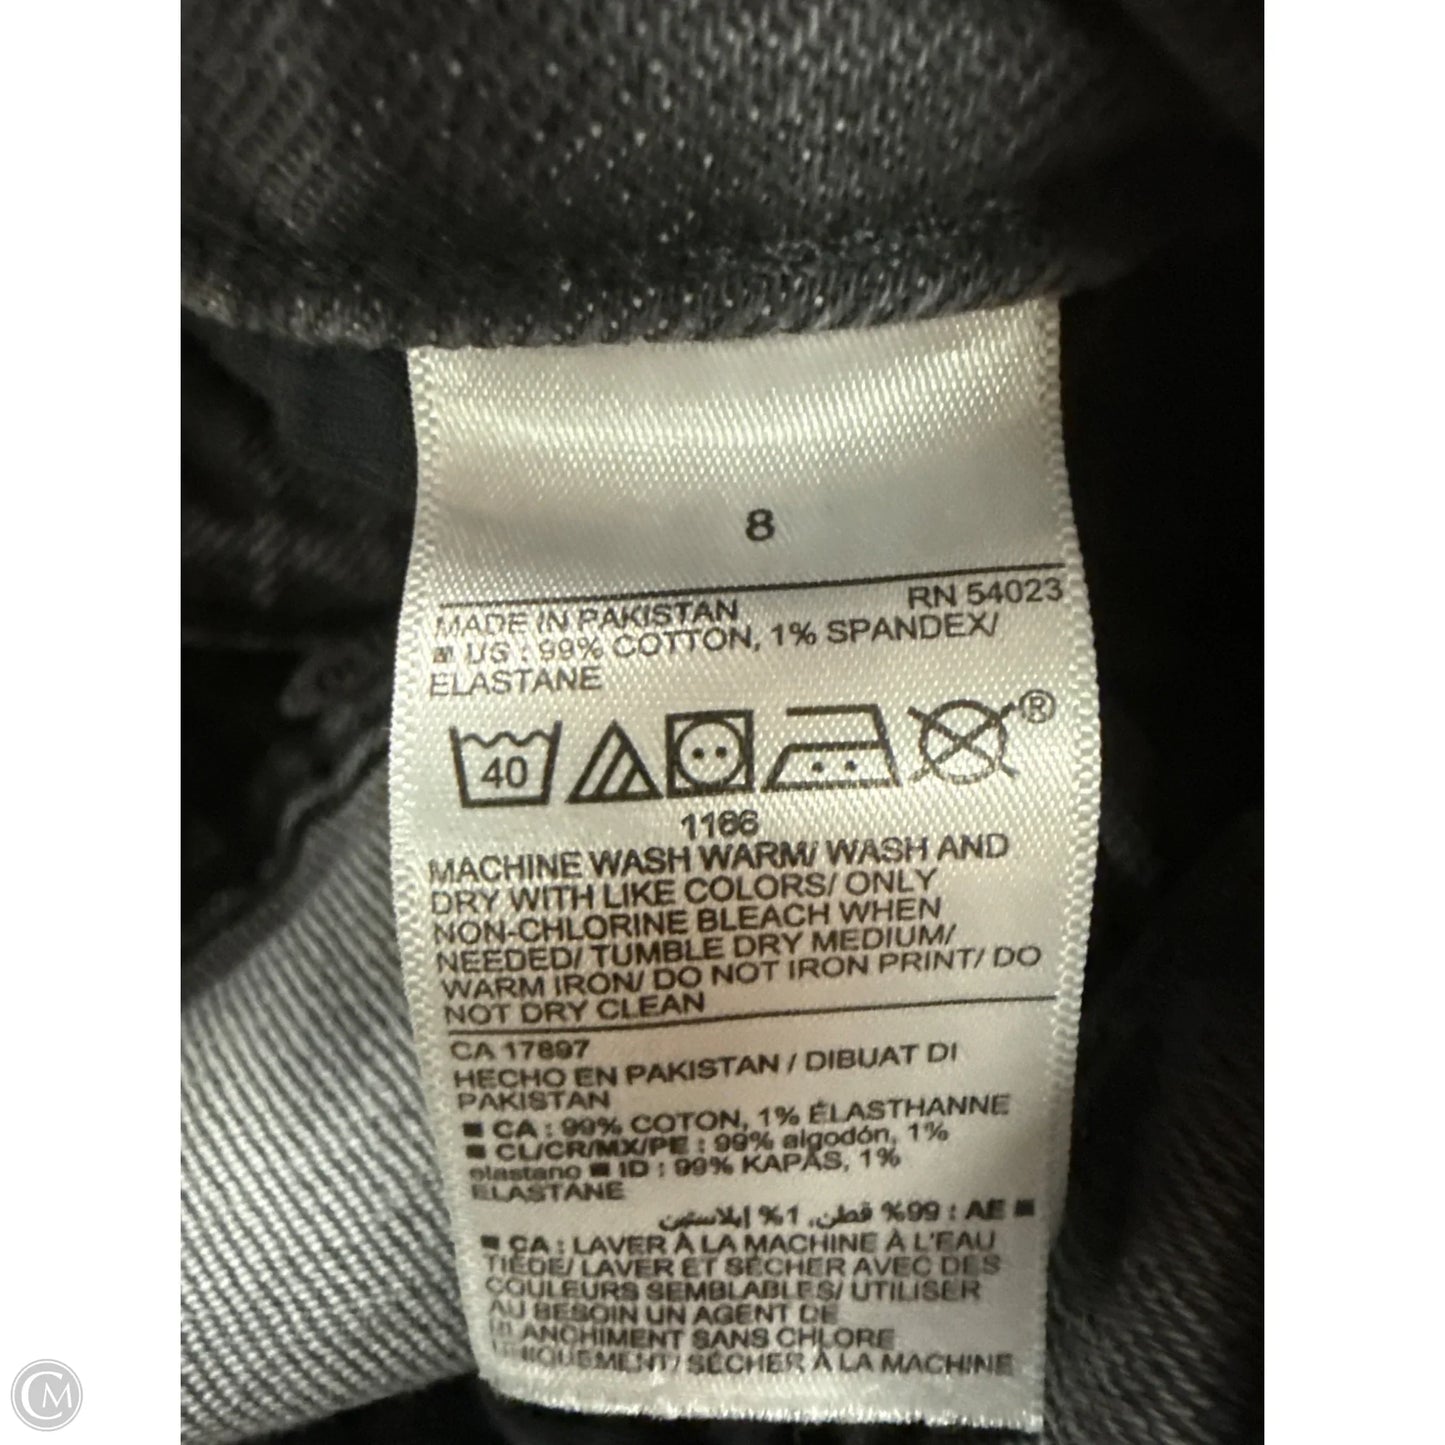 8
RN 54023
MADE IN PAKISTAN
US : 99% COTTON, 1% SPANDEX/
ELASTANE
40
®
1166
MACHINE WASH WARM/ WASH AND
DRY WITH LIKE COLORS/ ONLY
NON-CHLORINE BLEACH WHEN
NEEDED/ TUMBLE DRY MEDIUM/
WARM IRON/ DO NOT IRON PRINT/ DO
NOT DRY CLEAN
CA 17897
HECHO EN PAKISTAN / DIBUAT DI
PAKISTAN
■ CA : 99% COTON, 1% ÉLASTHANNE
■ CL/CR/MX/PE : 99% algodón, 1%
elastano ■ ID : 99% KAPAS, 1%
ELASTANE
■ AE : 99% قطن, 1% إيلاستين
■ CA : LAVER À LA MACHINE À L'EAU
TIÈDE/ LAVER ET SÉCHER AVEC DES
COULEURS SEMBLABLES/ UTILISER
AU BESOIN UN AGENT DE
BLANCHIMENT SANS CHLORE
UNIQUEMENT/ SÉCHER À LA MACHINE
CM